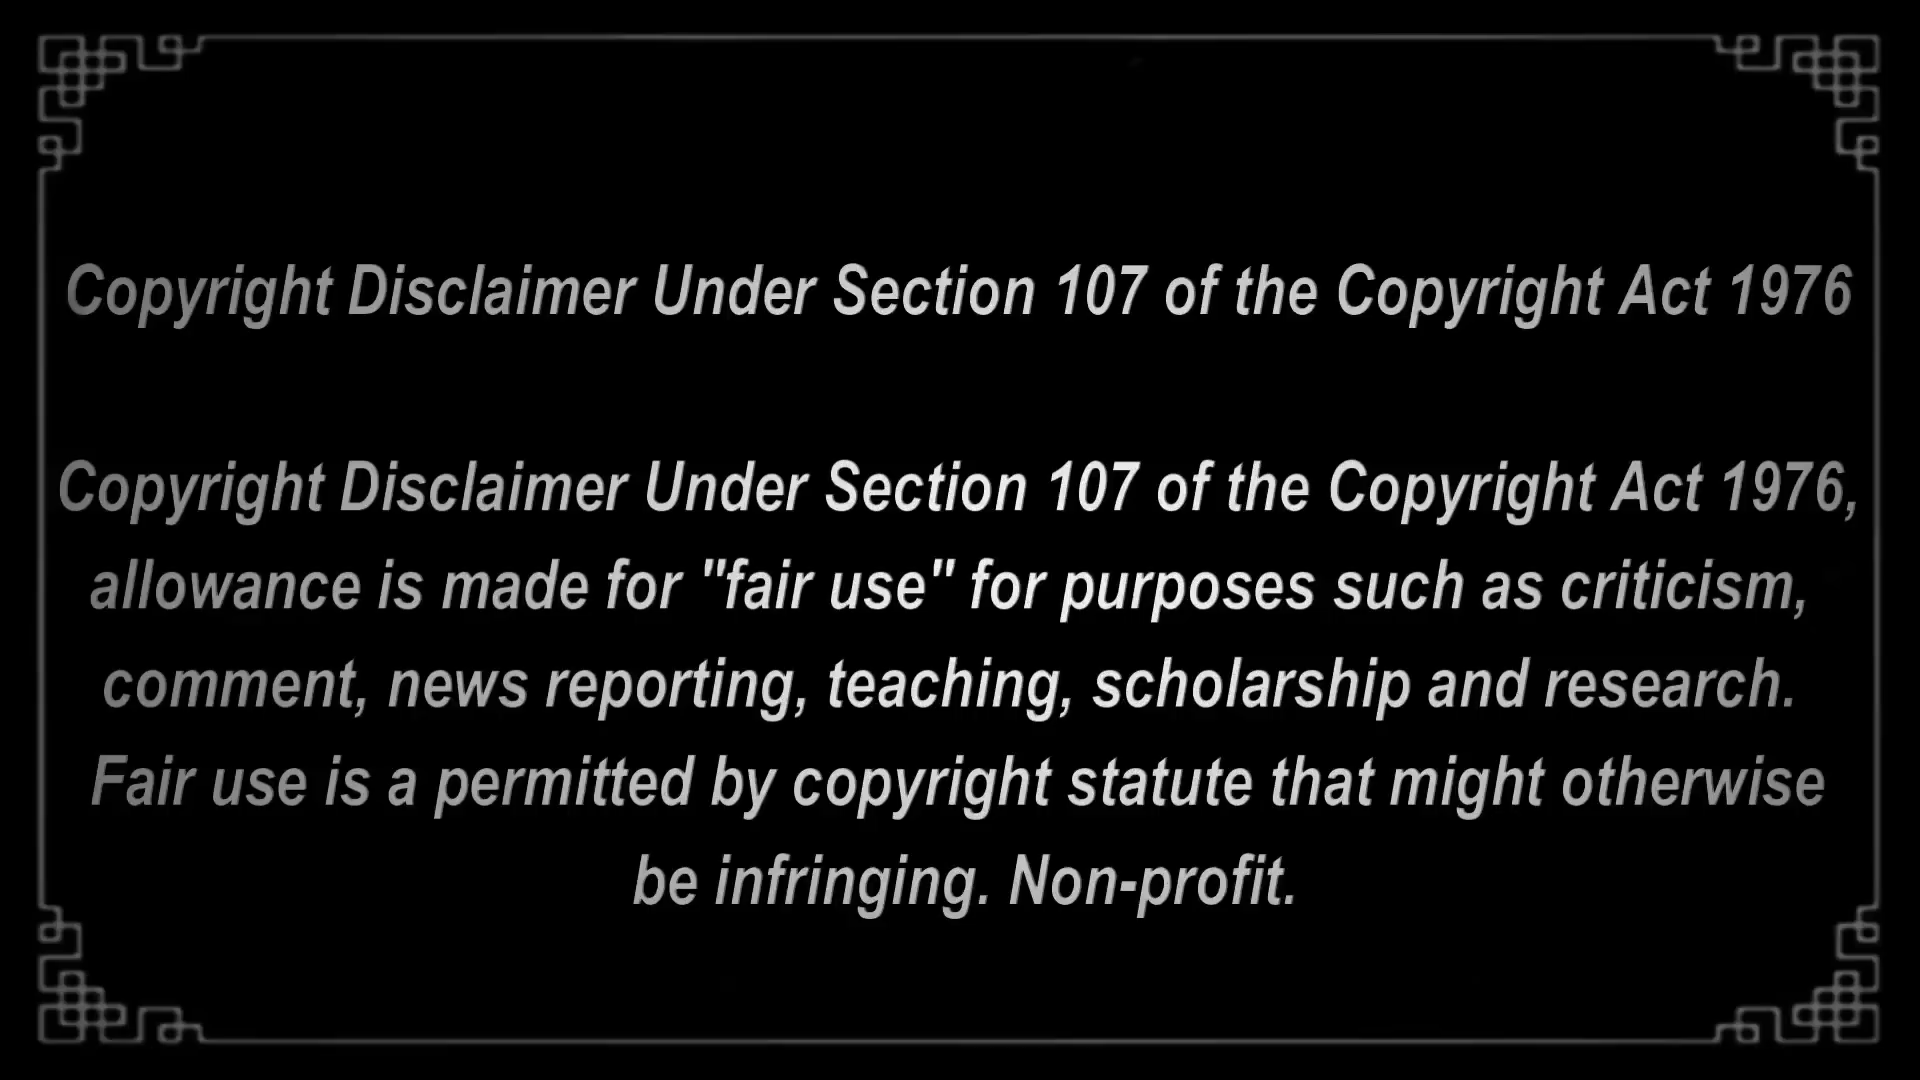 Copyright Disclaimer Under Section 107 of the Copyright Act 1976
Copyright Disclaimer Under Section 107 of the Copyright Act 1976,
allowance is made for "fair use" for purposes such as criticism,
comment, news reporting, teaching, scholarship and research.
Fair use is a permitted by copyright statute that might otherwise
be infringing. Non-profit.